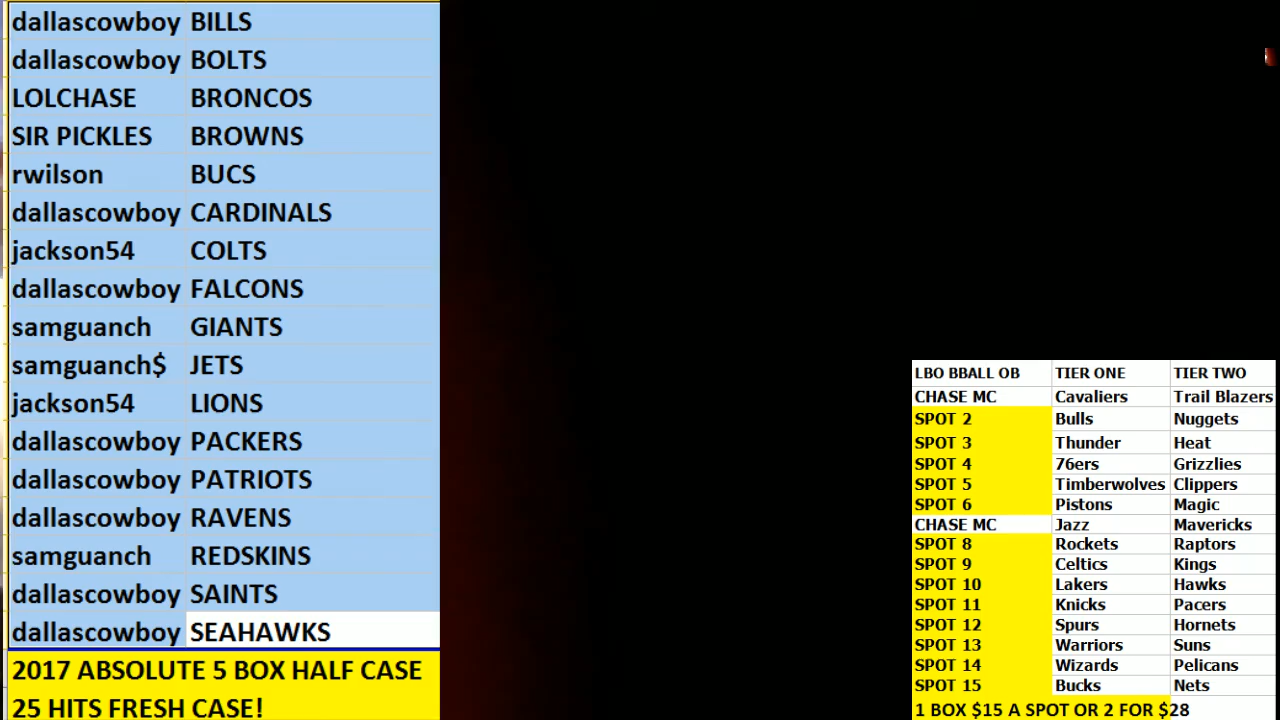 dallascowboy BILLS
dallascowboy BOLTS
LOLCHASE BRONCOS
SIR PICKLES BROWNS
rwilson BUCS
dallascowboy CARDINALS
jackson54 COLTS
dallascowboy FALCONS
samguanch GIANTS
samguanch$ JETS
jackson54 LIONS
dallascowboy PACKERS
dallascowboy PATRIOTS
dallascowboy RAVENS
samguanch REDSKINS
dallascowboy SAINTS
dallascowboy SEAHAWKS
2017 ABSOLUTE 5 BOX HALF CASE
25 HITS FRESH CASE!
LBO BBALL OB TIER ONE TIER TWO
CHASE MC Cavaliers Trail Blazers
SPOT 2 Bulls Nuggets
SPOT 3 Thunder Heat
SPOT 4 76ers Grizzlies
SPOT 5 Timberwolves Clippers
SPOT 6 Pistons Magic
CHASE MC Jazz Mavericks
SPOT 8 Rockets Raptors
SPOT 9 Celtics Kings
SPOT 10 Lakers Hawks
SPOT 11 Knicks Pacers
SPOT 12 Spurs Hornets
SPOT 13 Warriors Suns
SPOT 14 Wizards Pelicans
SPOT 15 Bucks Nets
1 BOX $15 A SPOT OR 2 FOR $28